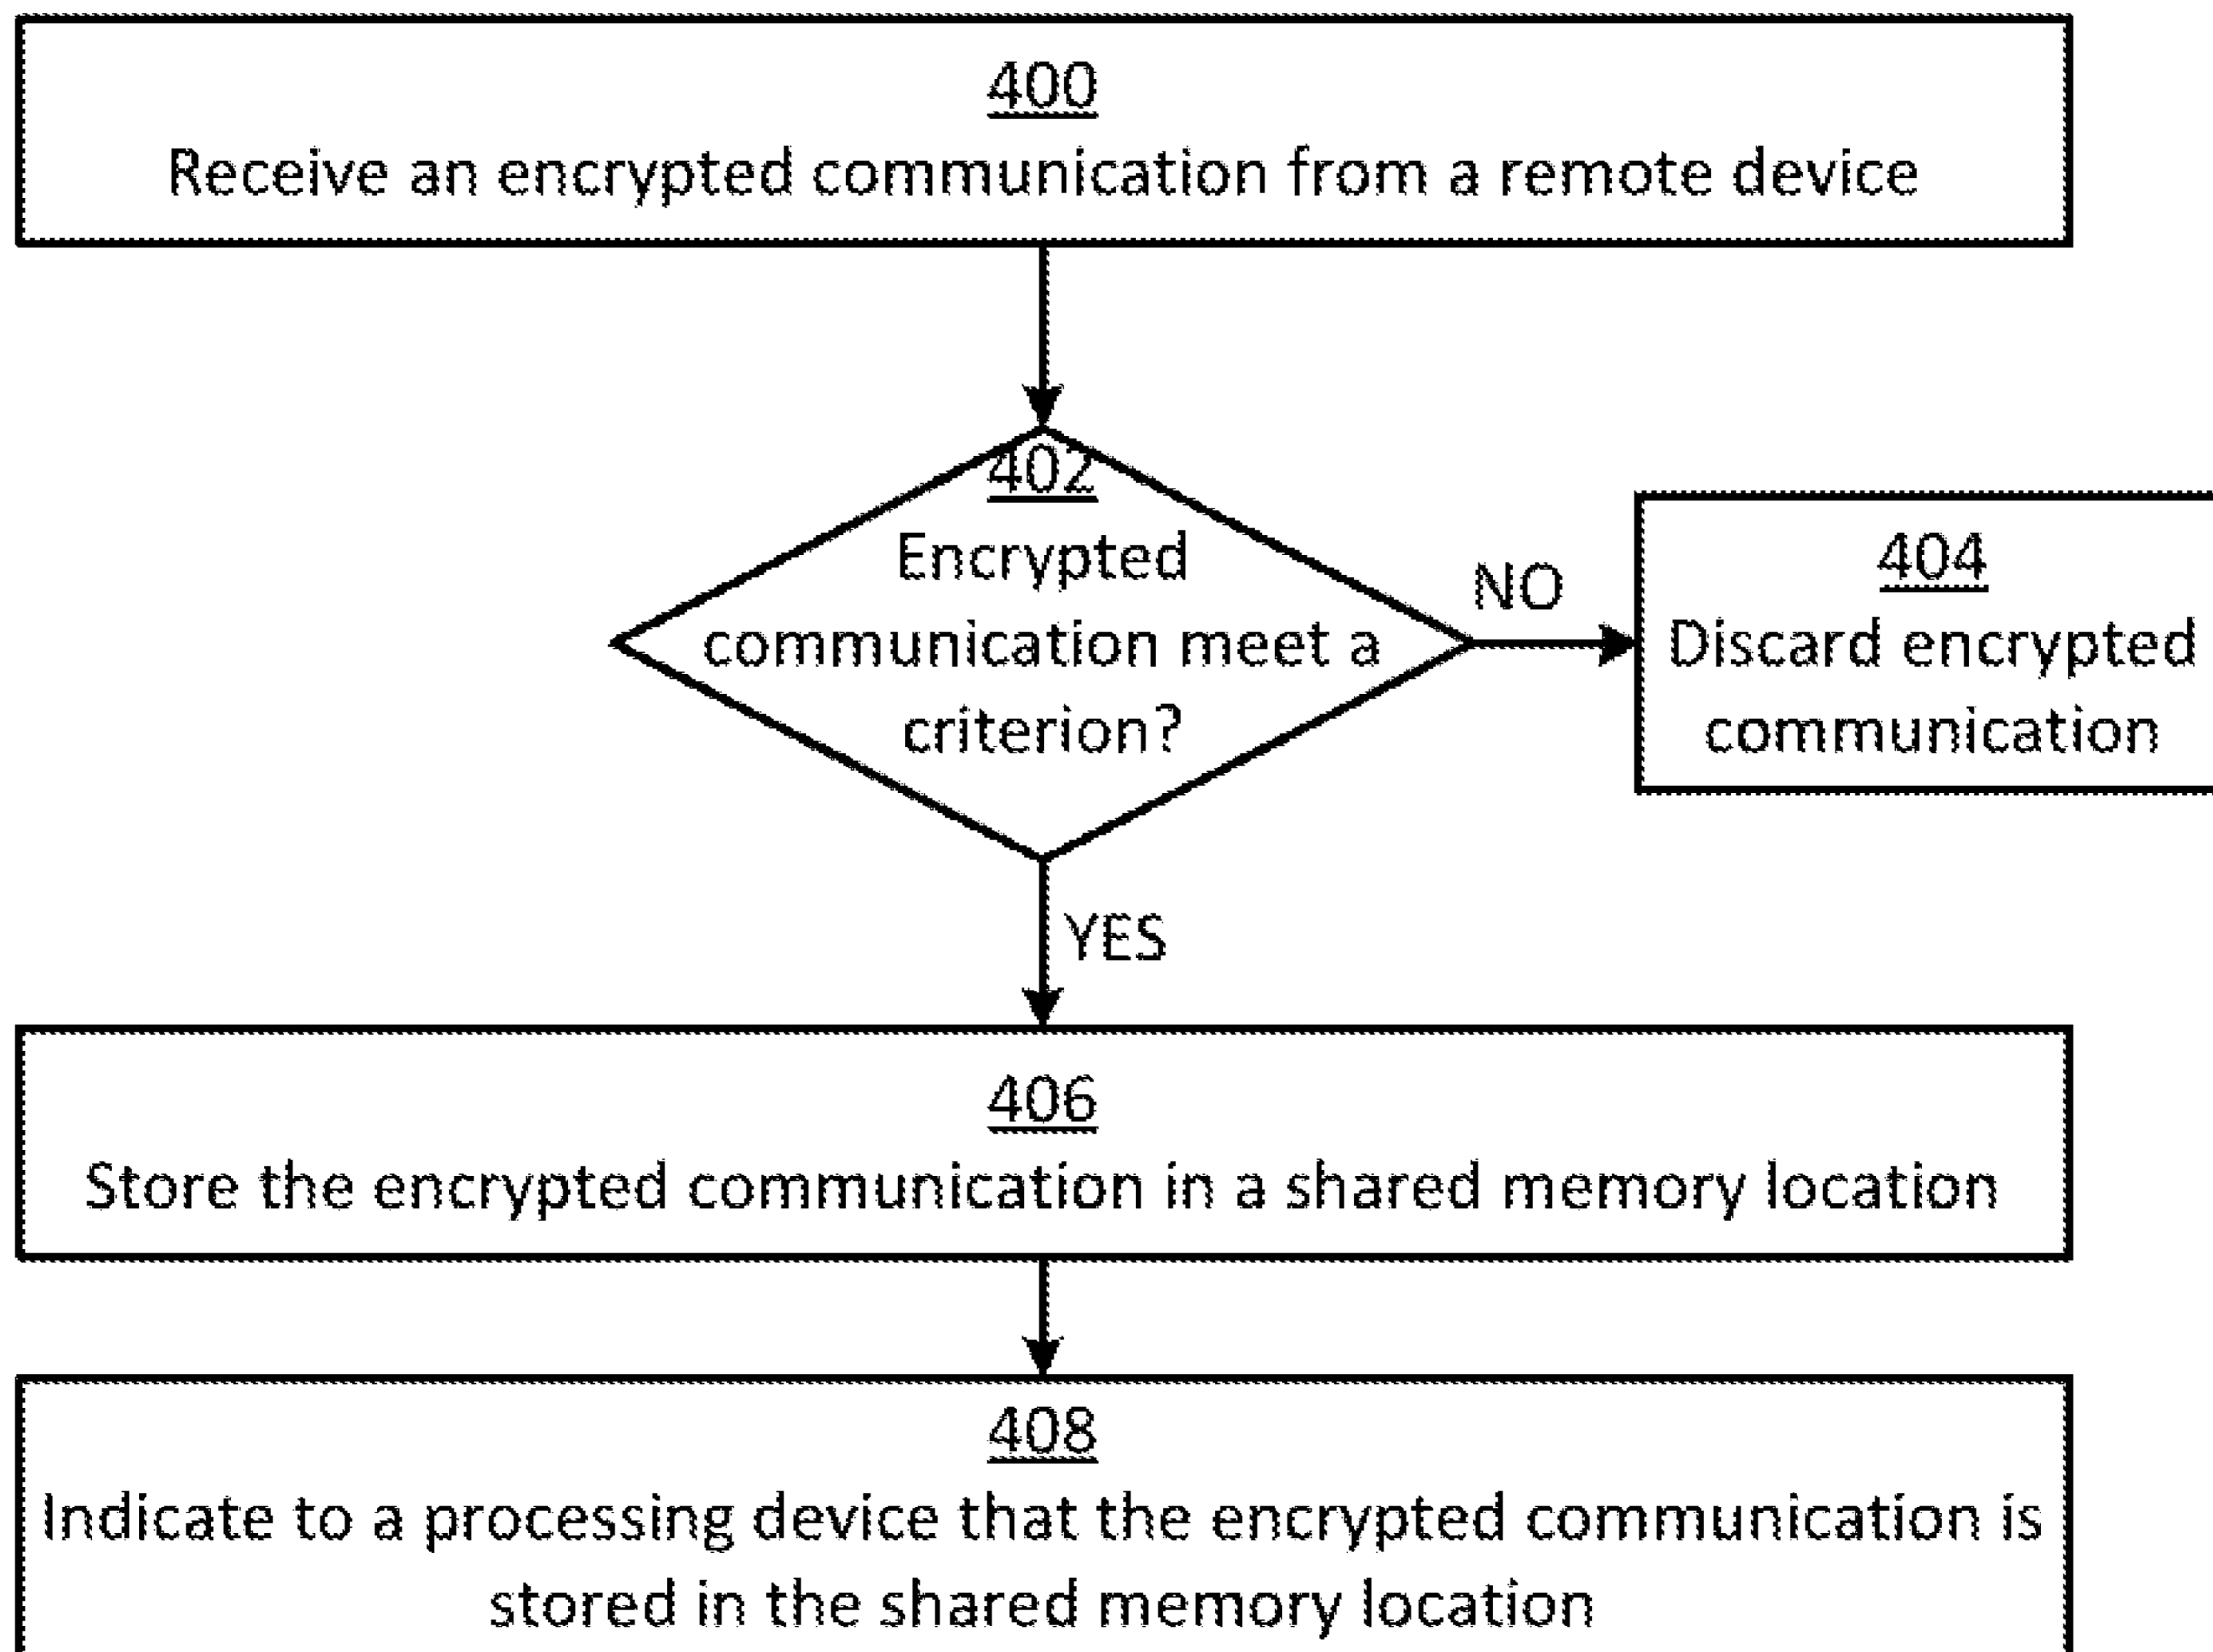 400
Receive an encrypted communication from a remote device
402
Encrypted
communication meet a
criterion?
NO
404
Discard encrypted
communication
YES
406
Store the encrypted communication in a shared memory location
408
Indicate to a processing device that the encrypted communication is
stored in the shared memory location